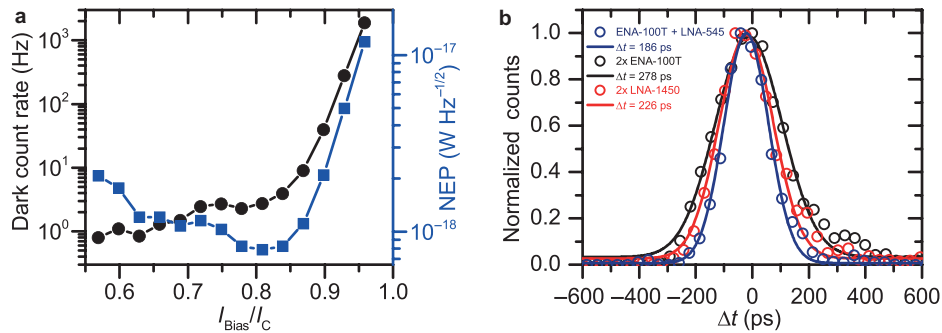 a
Dark count rate (Hz)
10³
10²
10¹
10⁰
0.6 0.7 0.8 0.9 1.0
I_Bias/I_C
10⁻¹⁷
10⁻¹⁸
NEP (W Hz⁻¹/²)
b
Normalized counts
1.0
0.8
0.6
0.4
0.2
0.0
−600 −400 −200 0 200 400 600
Δt (ps)
ENA-100T + LNA-545
Δt = 186 ps
2x ENA-100T
Δt = 278 ps
2x LNA-1450
Δt = 226 ps